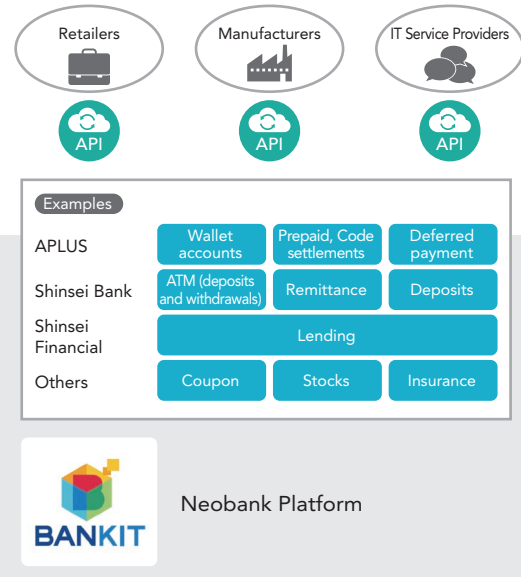 Retailers
Manufacturers
IT Service Providers
API
API
API
Examples
APLUS
Wallet
accounts
Prepaid, Code
settlements
Deferred
payment
Shinsei Bank
ATM (deposits
and withdrawals)
Remittance
Deposits
Shinsei
Financial
Lending
Others
Coupon
Stocks
Insurance
BANKIT
Neobank Platform